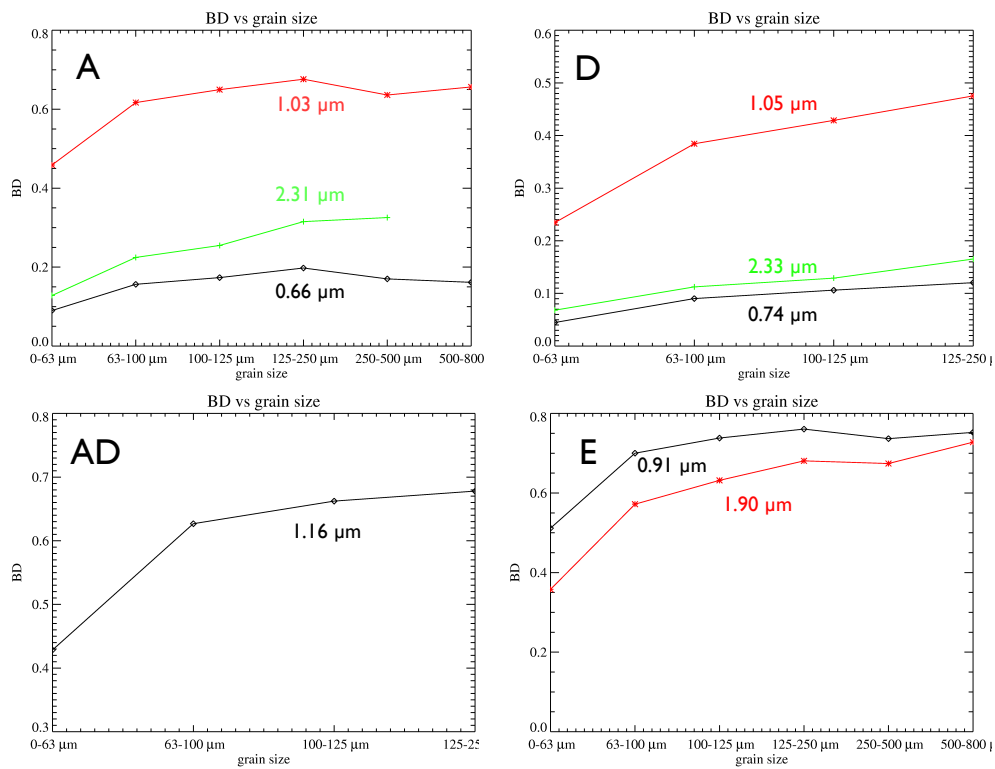 BD vs grain size
A
0.8
0.6
0.4
0.2
0.0
BD
1.03 µm
2.31 µm
0.66 µm
0-63 µm 63-100 µm 100-125 µm 125-250 µm 250-500 µm 500-800
grain size
BD vs grain size
D
0.6
0.5
0.4
0.3
0.2
0.1
0.0
BD
1.05 µm
2.33 µm
0.74 µm
0-63 µm 63-100 µm 100-125 µm 125-250 µ
grain size
BD vs grain size
AD
0.8
0.7
0.6
0.5
0.4
0.3
BD
1.16 µm
0-63 µm 63-100 µm 100-125 µm 125-25
grain size
BD vs grain size
E
0.8
0.6
0.4
0.2
0.0
BD
0.91 µm
1.90 µm
0-63 µm 63-100 µm 100-125 µm 125-250 µm 250-500 µm 500-800 µ
grain size